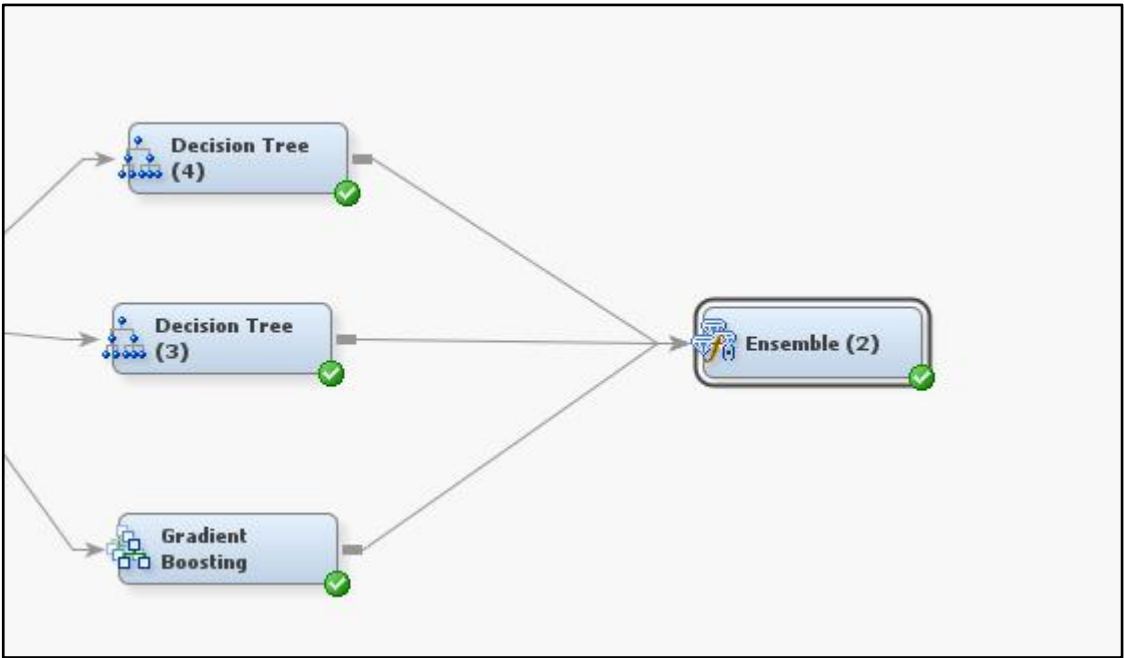 Decision Tree
(4)
Decision Tree
(3)
Ensemble (2)
Gradient
Boosting